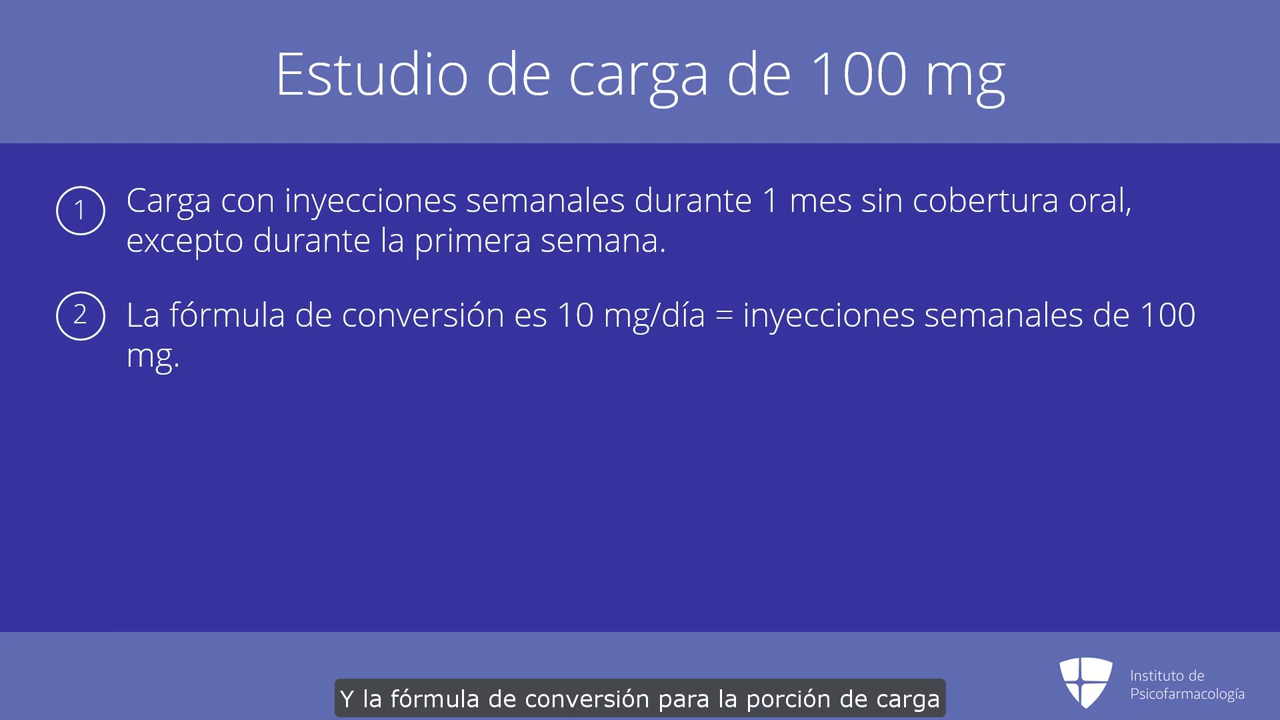 Estudio de carga de 100 mg
1
Carga con inyecciones semanales durante 1 mes sin cobertura oral,
excepto durante la primera semana.
2
La fórmula de conversión es 10 mg/día = inyecciones semanales de 100
mg.
Instituto de
Psicofarmacología
Y la fórmula de conversión para la porción de carga